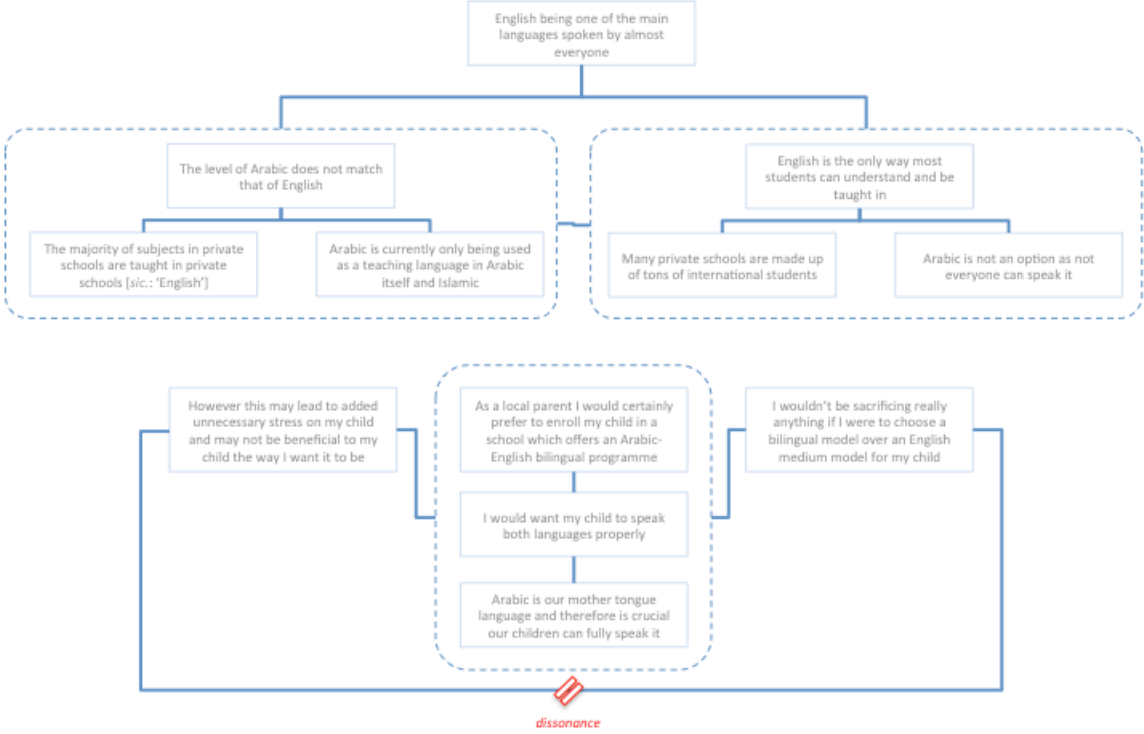 English being one of the main
languages spoken by almost
everyone
The level of Arabic does not match
that of English
The majority of subjects in private
schools are taught in private
schools [sic.: 'English']
Arabic is currently only being used
as a teaching language in Arabic
itself and Islamic
English is the only way most
students can understand and be
taught in
Many private schools are made up
of tons of international students
Arabic is not an option as not
everyone can speak it
However this may lead to added
unnecessary stress on my child
and may not be beneficial to my
child the way I want it to be
As a local parent I would certainly
prefer to enroll my child in a
school which offers an Arabic-
English bilingual programme
I would want my child to speak
both languages properly
Arabic is our mother tongue
language and therefore is crucial
our children can fully speak it
I wouldn't be sacrificing really
anything if I were to choose a
bilingual model over an English
medium model for my child
dissonance